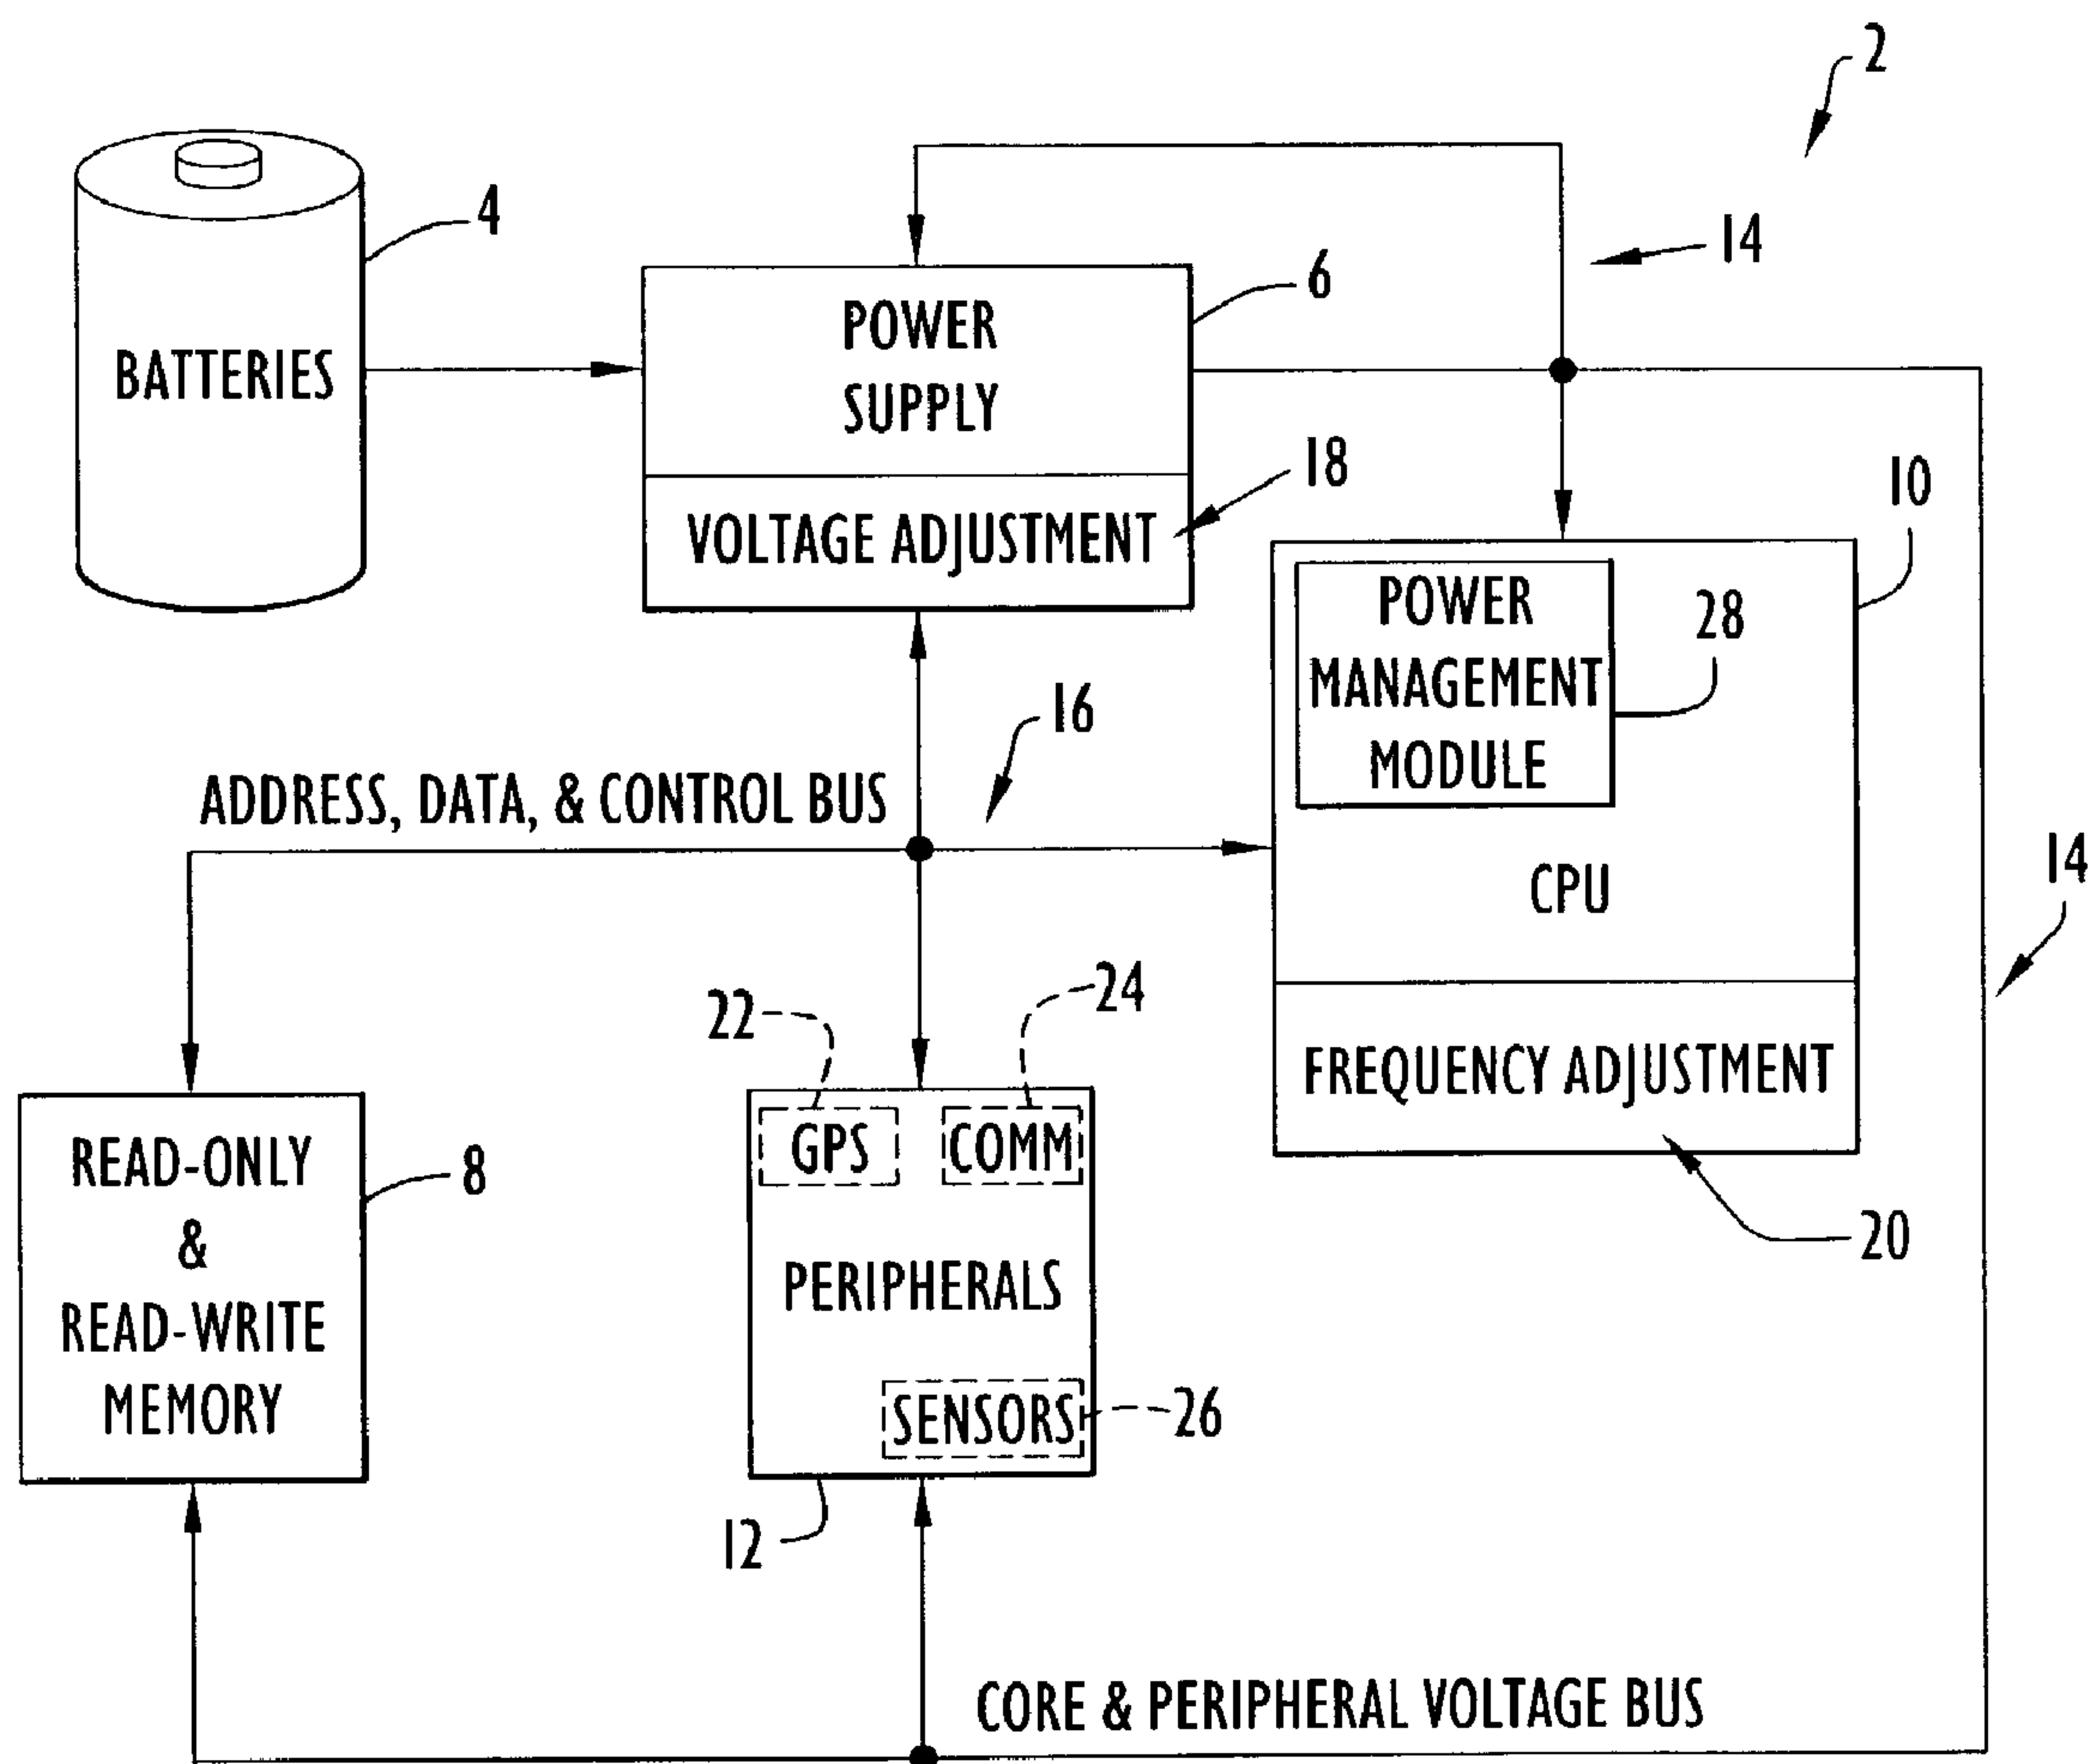 2
4
14
6
BATTERIES
POWER
SUPPLY
18
VOLTAGE ADJUSTMENT
10
POWER
MANAGEMENT
MODULE
28
16
ADDRESS, DATA, & CONTROL BUS
CPU
14
22
24
FREQUENCY ADJUSTMENT
20
READ-ONLY
&
READ-WRITE
MEMORY
8
GPS
COMM
PERIPHERALS
SENSORS
26
12
CORE & PERIPHERAL VOLTAGE BUS